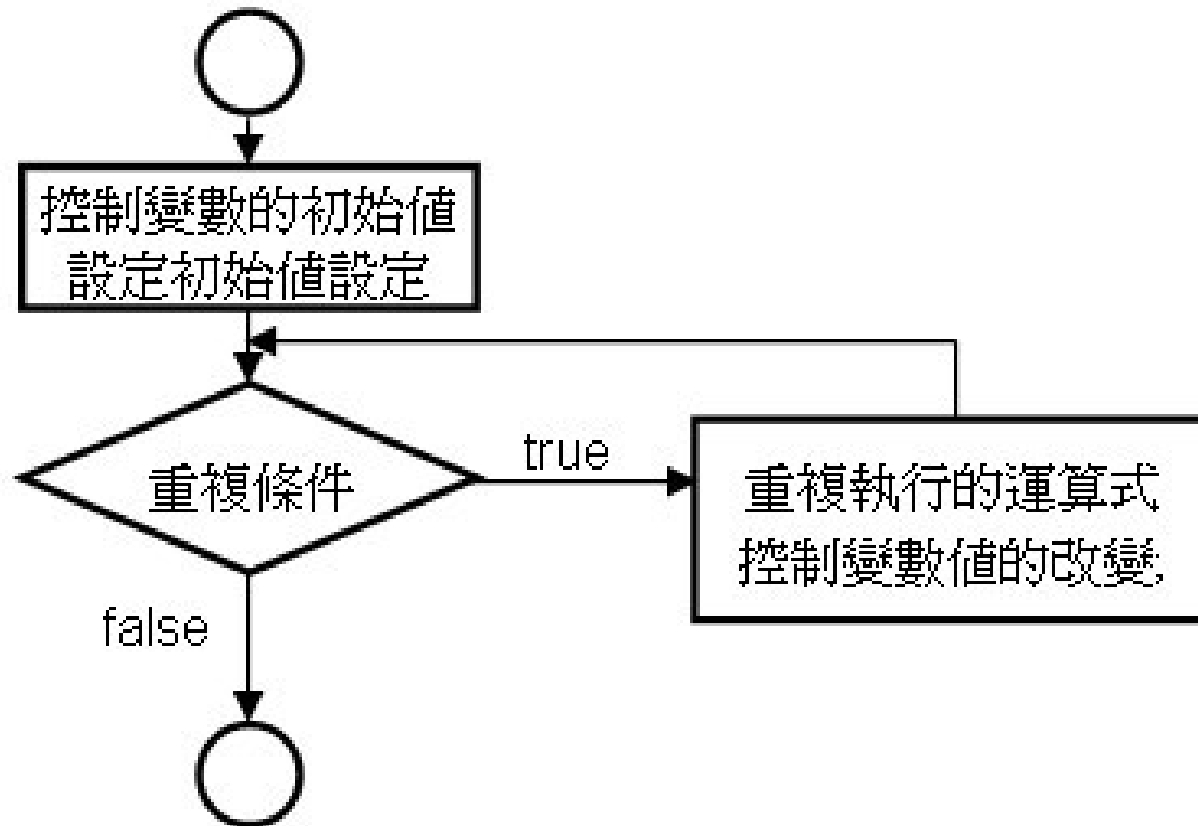 控制變數的初始值
設定初始值設定
重複條件
true
重複執行的運算式
控制變數值的改變;
false